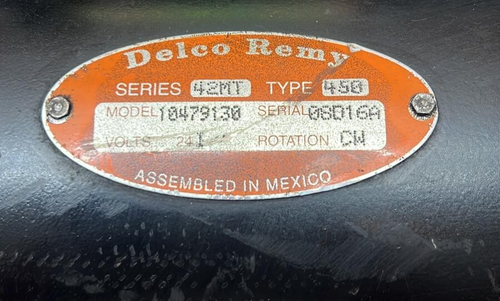 Delco Remy
SERIES 42MT TYPE 450
MODEL 10479130 SERIAL 06D16A
VOLTS 24 ROTATION CW
ASSEMBLED IN MEXICO